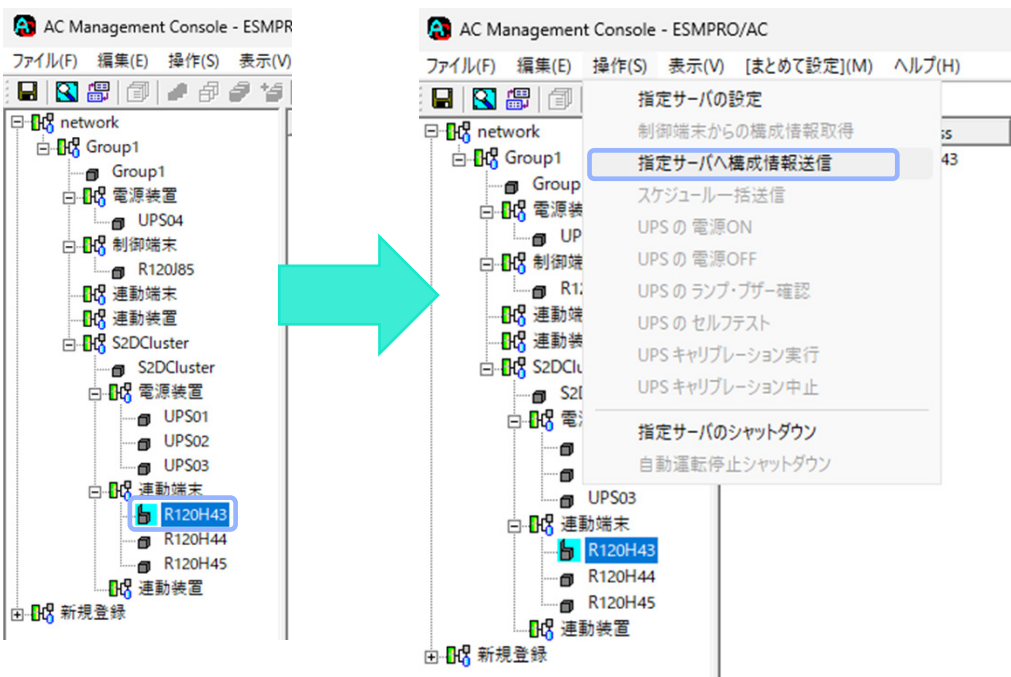 AC Management Console - ESMPR
ファイル(F) 編集(E) 操作(S) 表示(V)
network
Group1
Group1
電源装置
UPS04
制御端末
R120J85
連動端末
連動装置
S2DCluster
S2DCluster
電源装置
UPS01
UPS02
UPS03
連動端末
R120H43
R120H44
R120H45
連動装置
新規登録
AC Management Console - ESMPRO/AC
ファイル(F) 編集(E) 操作(S) 表示(V) [まとめて設定](M) ヘルプ(H)
指定サーバの設定
制御端末からの構成情報取得
指定サーバへ構成情報送信
スケジュール一括送信
UPS の 電源ON
UPS の 電源OFF
UPS の ランプ・ブザー確認
UPS の セルフテスト
UPS キャリブレーション実行
UPS キャリブレーション中止
指定サーバのシャットダウン
自動運転停止シャットダウン
ss
43
network
Group1
Group
電源装
UP
制御端
R12
連動端
連動装
S2DClu
S2D
電
UPS03
連動端末
R120H43
R120H44
R120H45
連動装置
新規登録